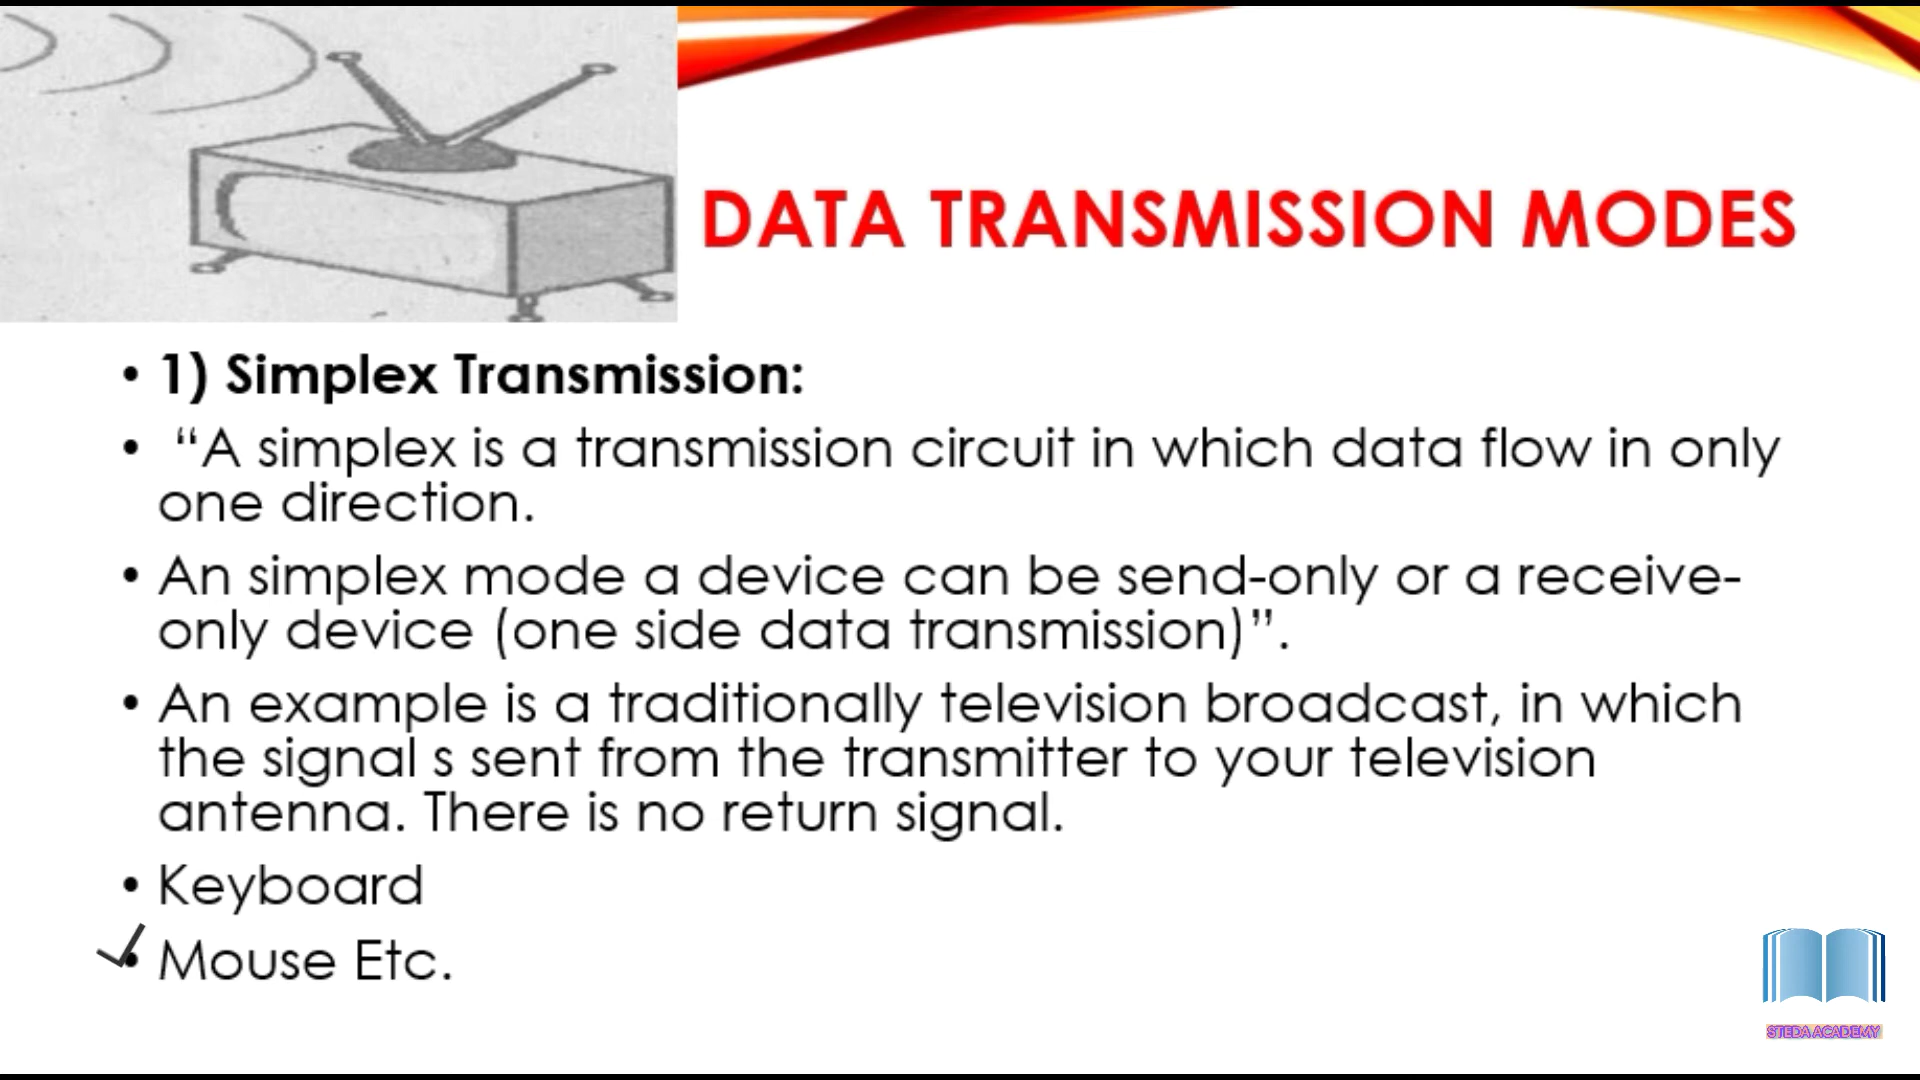 DATA TRANSMISSION MODES
• 1) Simplex Transmission:
• “A simplex is a transmission circuit in which data flow in only
one direction.
• An simplex mode a device can be send-only or a receive-
only device (one side data transmission)”.
• An example is a traditionally television broadcast, in which
the signal s sent from the transmitter to your television
antenna. There is no return signal.
• Keyboard
• Mouse Etc.
STEDA ACADEMY